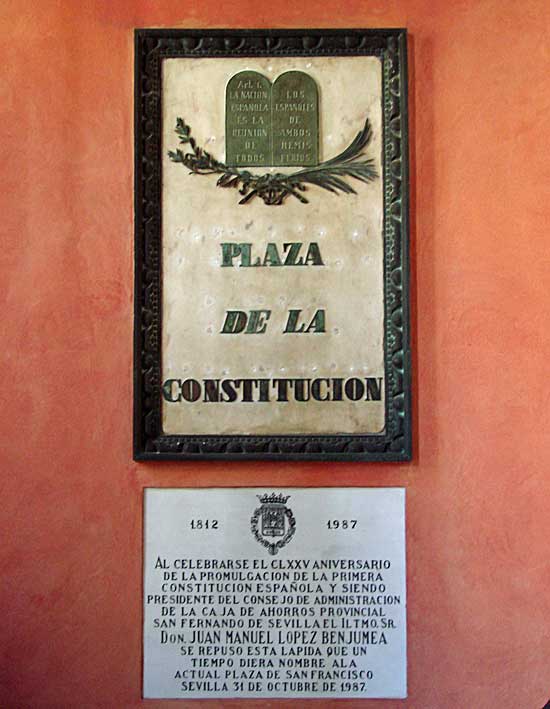 Art. 1. LOS
LA NACION ESPAÑOLES
ESPAÑOLA DE
ES LA AMBOS
REUNION HEMIS
DE FERIOS
TODOS
PLAZA
DE LA
CONSTITUCION
1812 1987
AL CELEBRARSE EL CLXXV ANIVERSARIO
DE LA PROMULGACION DE LA PRIMERA
CONSTITUCION ESPAÑOLA Y SIENDO
PRESIDENTE DEL CONSEJO DE ADMINISTRACION
DE LA CAJA DE AHORROS PROVINCIAL
SAN FERNANDO DE SEVILLA EL ILTMO. SR.
DON. JUAN MANUEL LOPEZ BENJUMEA
SE REPUSO ESTA LAPIDA QUE UN
TIEMPO DIERA NOMBRE ALA
ACTUAL PLAZA DE SAN FRANCISCO
SEVILLA 31 DE OCTUBRE DE 1987.